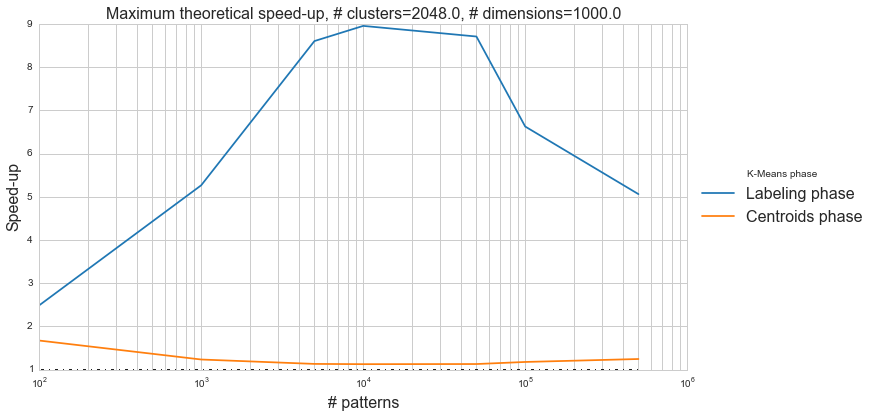 Maximum theoretical speed-up, # clusters=2048.0, # dimensions=1000.0
9
8
7
6
5
4
3
2
1
Speed-up
10² 10³ 10⁴ 10⁵ 10⁶
# patterns
K-Means phase
Labeling phase
Centroids phase